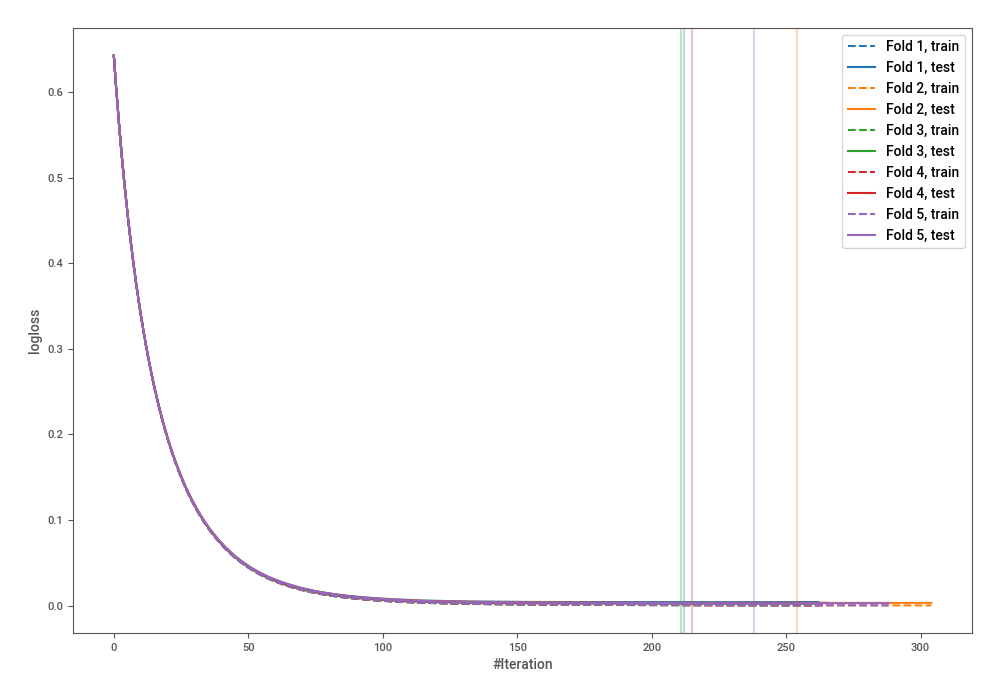 Fold 1, train
Fold 1, test
Fold 2, train
Fold 2, test
Fold 3, train
Fold 3, test
Fold 4, train
Fold 4, test
Fold 5, train
Fold 5, test
logloss
0.6
0.5
0.4
0.3
0.2
0.1
0.0
0 50 100 150 200 250 300
#Iteration